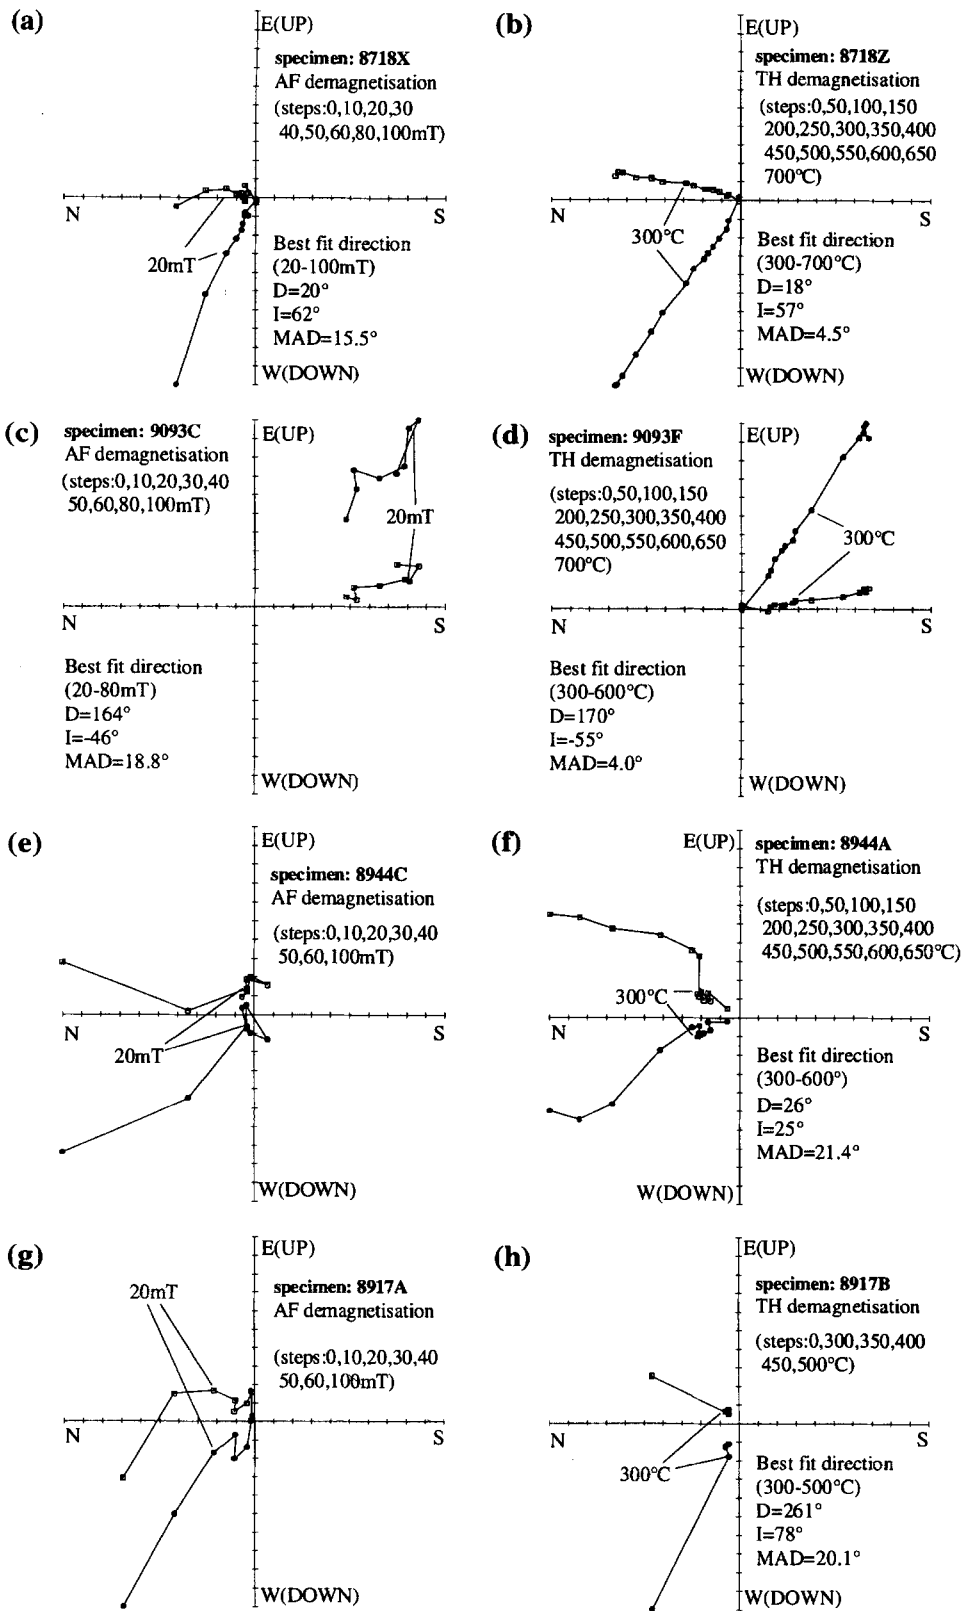 (a)
E(UP)
specimen: 8718X
AF demagnetisation
(steps:0,10,20,30
40,50,60,80,100mT)
N
S
20mT
Best fit direction
(20-100mT)
D=20°
I=62°
MAD=15.5°
W(DOWN)
(b)
E(UP)
specimen: 8718Z
TH demagnetisation
(steps:0,50,100,150
200,250,300,350,400
450,500,550,600,650
700°C)
N
S
300°C
Best fit direction
(300-700°C)
D=18°
I=57°
MAD=4.5°
W(DOWN)
(c)
specimen: 9093C
AF demagnetisation
(steps:0,10,20,30,40
50,60,80,100mT)
E(UP)
20mT
N
S
Best fit direction
(20-80mT)
D=164°
I=-46°
MAD=18.8°
W(DOWN)
(d)
specimen: 9093F
TH demagnetisation
(steps:0,50,100,150
200,250,300,350,400
450,500,550,600,650
700°C)
E(UP)
300°C
N
S
Best fit direction
(300-600°C)
D=170°
I=-55°
MAD=4.0°
W(DOWN)
(e)
E(UP)
specimen: 8944C
AF demagnetisation
(steps:0,10,20,30,40
50,60,100mT)
N
S
20mT
W(DOWN)
(f)
E(UP)
specimen: 8944A
TH demagnetisation
(steps:0,50,100,150
200,250,300,350,400
450,500,550,600,650°C)
300°C
N
S
Best fit direction
(300-600°)
D=26°
I=25°
MAD=21.4°
W(DOWN)
(g)
E(UP)
20mT
specimen: 8917A
AF demagnetisation
(steps:0,10,20,30,40
50,60,100mT)
N
S
W(DOWN)
(h)
E(UP)
specimen: 8917B
TH demagnetisation
(steps:0,300,350,400
450,500°C)
N
S
300°C
Best fit direction
(300-500°C)
D=261°
I=78°
MAD=20.1°
W(DOWN)